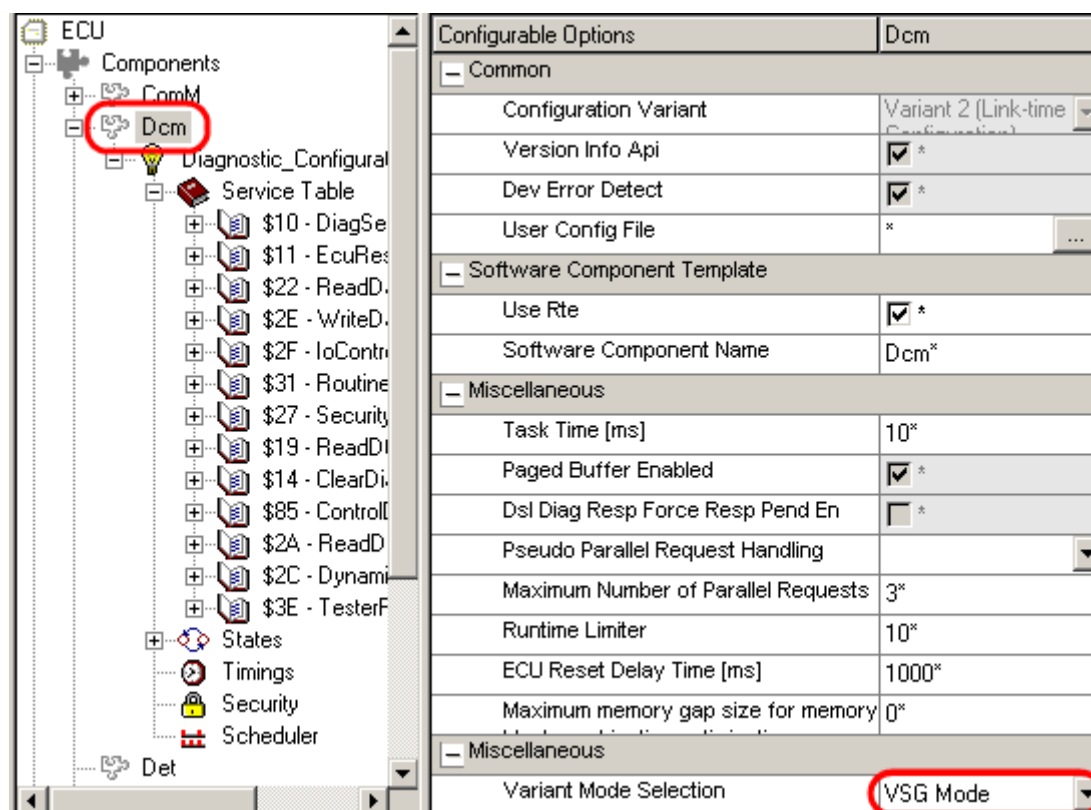 ECU
Components
ComM
Dcm
Diagnostic_Configurat
Service Table
$10 - DiagSe
$11 - EcuRes
$22 - ReadD
$2E - WriteD
$2F - IoContr
$31 - Routine
$27 - Security
$19 - ReadD
$14 - ClearDi
$85 - Control
$2A - ReadD
$2C - Dynami
$3E - TesterF
States
Timings
Security
Scheduler
Det
Configurable Options Dcm
Common
Configuration Variant Variant 2 (Link-time
Version Info Api *
Dev Error Detect *
User Config File * ...
Software Component Template
Use Rte *
Software Component Name Dcm*
Miscellaneous
Task Time [ms] 10*
Paged Buffer Enabled *
Dsl Diag Resp Force Resp Pend En *
Pseudo Parallel Request Handling
Maximum Number of Parallel Requests 3*
Runtime Limiter 10*
ECU Reset Delay Time [ms] 1000*
Maximum memory gap size for memory 0*
Miscellaneous
Variant Mode Selection VSG Mode